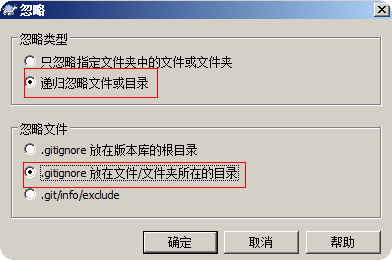 忽略
忽略类型
只忽略指定文件夹中的文件或文件夹
递归忽略文件或目录
忽略文件
.gitignore 放在版本库的根目录
.gitignore 放在文件/文件夹所在的目录
.git/info/exclude
确定 取消 帮助